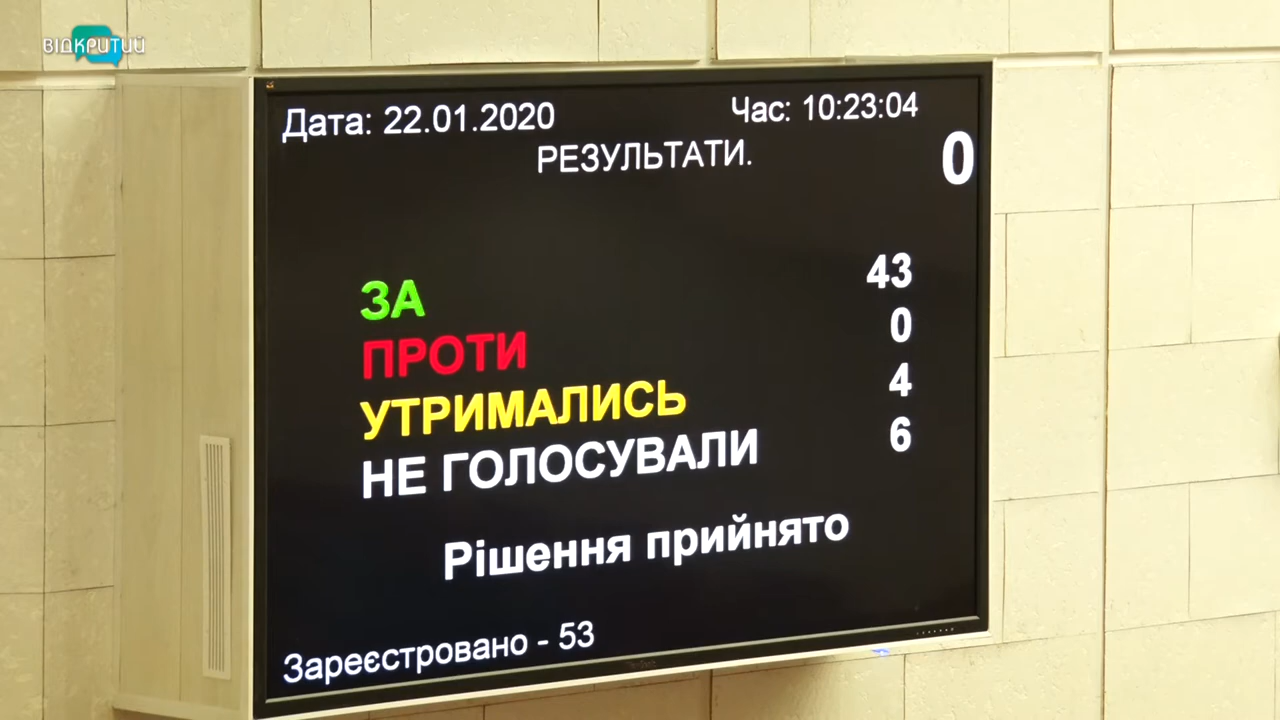 ВІДКРИТИЙ
Дата: 22.01.2020 Час: 10:23:04
РЕЗУЛЬТАТИ. 0
ЗА 43
ПРОТИ 0
УТРИМАЛИСЬ 4
НЕ ГОЛОСУВАЛИ 6
Рішення прийнято
Зареєстровано - 53